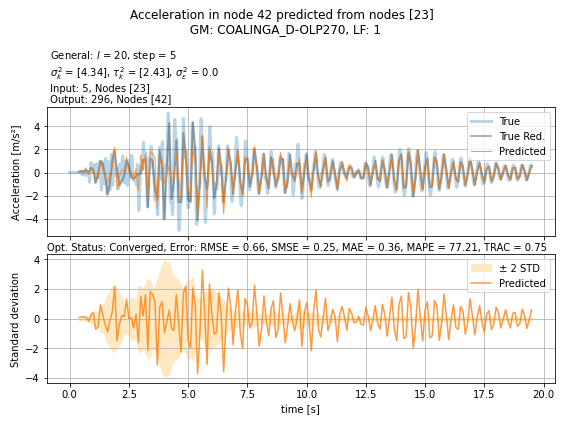 Acceleration in node 42 predicted from nodes [23]
GM: COALINGA_D-OLP270, LF: 1
General: l = 20, step = 5
σ²ₖ = [4.34], τ²ₖ = [2.43], σ²ε = 0.0
Input: 5, Nodes [23]
Output: 296, Nodes [42]
True
True Red.
Predicted
4
2
0
−2
−4
Acceleration [m/s²]
Opt. Status: Converged, Error: RMSE = 0.66, SMSE = 0.25, MAE = 0.36, MAPE = 77.21, TRAC = 0.75
± 2 STD
Predicted
4
2
0
−2
−4
Standard deviation
0.0 2.5 5.0 7.5 10.0 12.5 15.0 17.5 20.0
time [s]